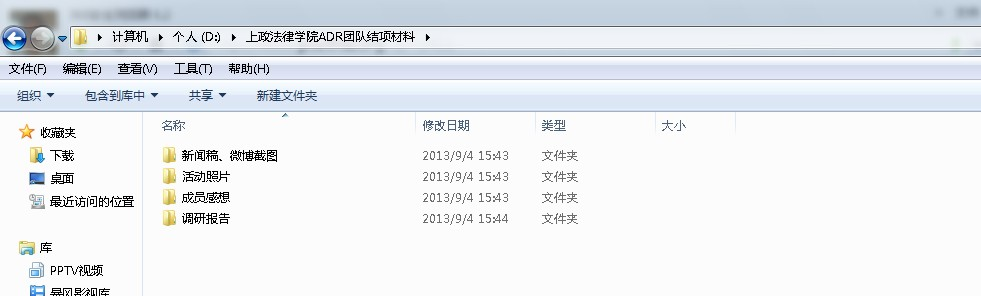 计算机 个人 (D:) 上政法律学院ADR团队结项材料
文件(F) 编辑(E) 查看(V) 工具(T) 帮助(H)
组织 包含到库中 共享 新建文件夹
名称 修改日期 类型 大小
收藏夹
下载
桌面
最近访问的位置
库
PPTV视频
暴风影视库
新闻稿、微博截图 2013/9/4 15:43 文件夹
活动照片 2013/9/4 15:43 文件夹
成员感想 2013/9/4 15:43 文件夹
调研报告 2013/9/4 15:44 文件夹